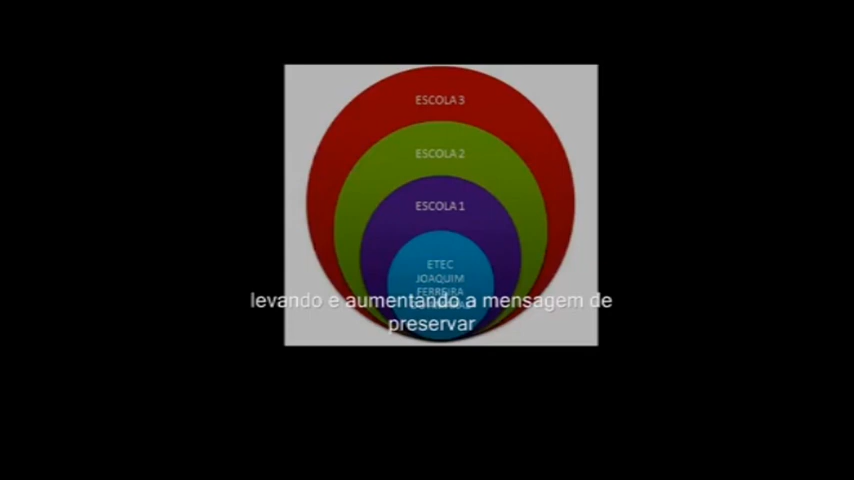 ESCOLA 3
ESCOLA 2
ESCOLA 1
ETEC
JOAQUIM
FERREIRA
levando e aumentando a mensagem de
preservar